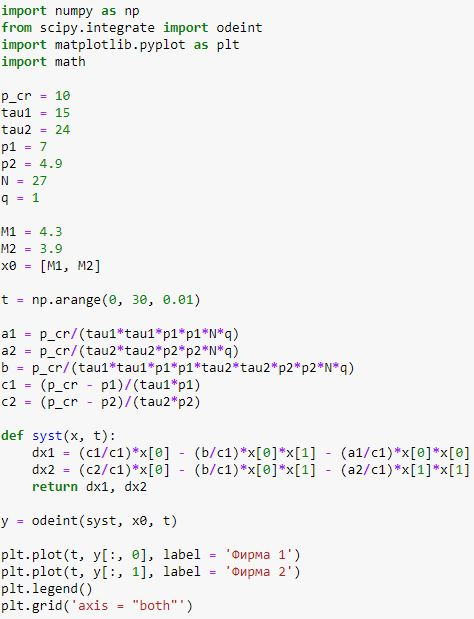 import numpy as np
from scipy.integrate import odeint
import matplotlib.pyplot as plt
import math
p_cr = 10
tau1 = 15
tau2 = 24
p1 = 7
p2 = 4.9
N = 27
q = 1
M1 = 4.3
M2 = 3.9
x0 = [M1, M2]
t = np.arange(0, 30, 0.01)
a1 = p_cr/(tau1*tau1*p1*p1*N*q)
a2 = p_cr/(tau2*tau2*p2*p2*N*q)
b = p_cr/(tau1*tau1*p1*p1*tau2*tau2*p2*p2*N*q)
c1 = (p_cr - p1)/(tau1*p1)
c2 = (p_cr - p2)/(tau2*p2)
def syst(x, t):
    dx1 = (c1/c1)*x[0] - (b/c1)*x[0]*x[1] - (a1/c1)*x[0]*x[0]
    dx2 = (c2/c1)*x[1] - (b/c1)*x[0]*x[1] - (a2/c1)*x[1]*x[1]
    return dx1, dx2
y = odeint(syst, x0, t)
plt.plot(t, y[:, 0], label = 'Фирма 1')
plt.plot(t, y[:, 1], label = 'Фирма 2')
plt.legend()
plt.grid('axis = "both"')